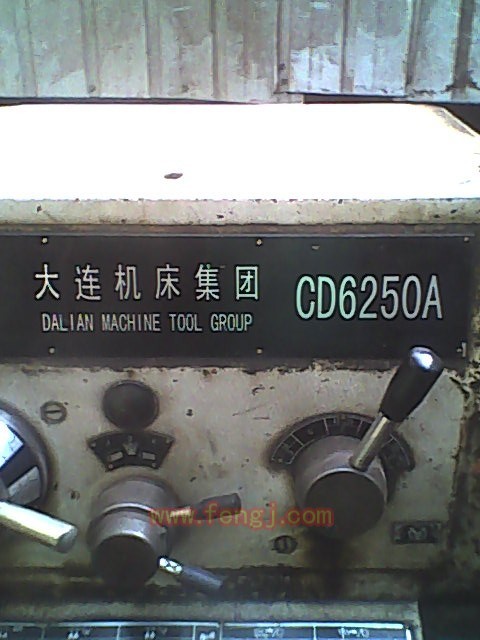 大连机床集团 CD6250A
DALIAN MACHINE TOOL GROUP
www.fongj.com